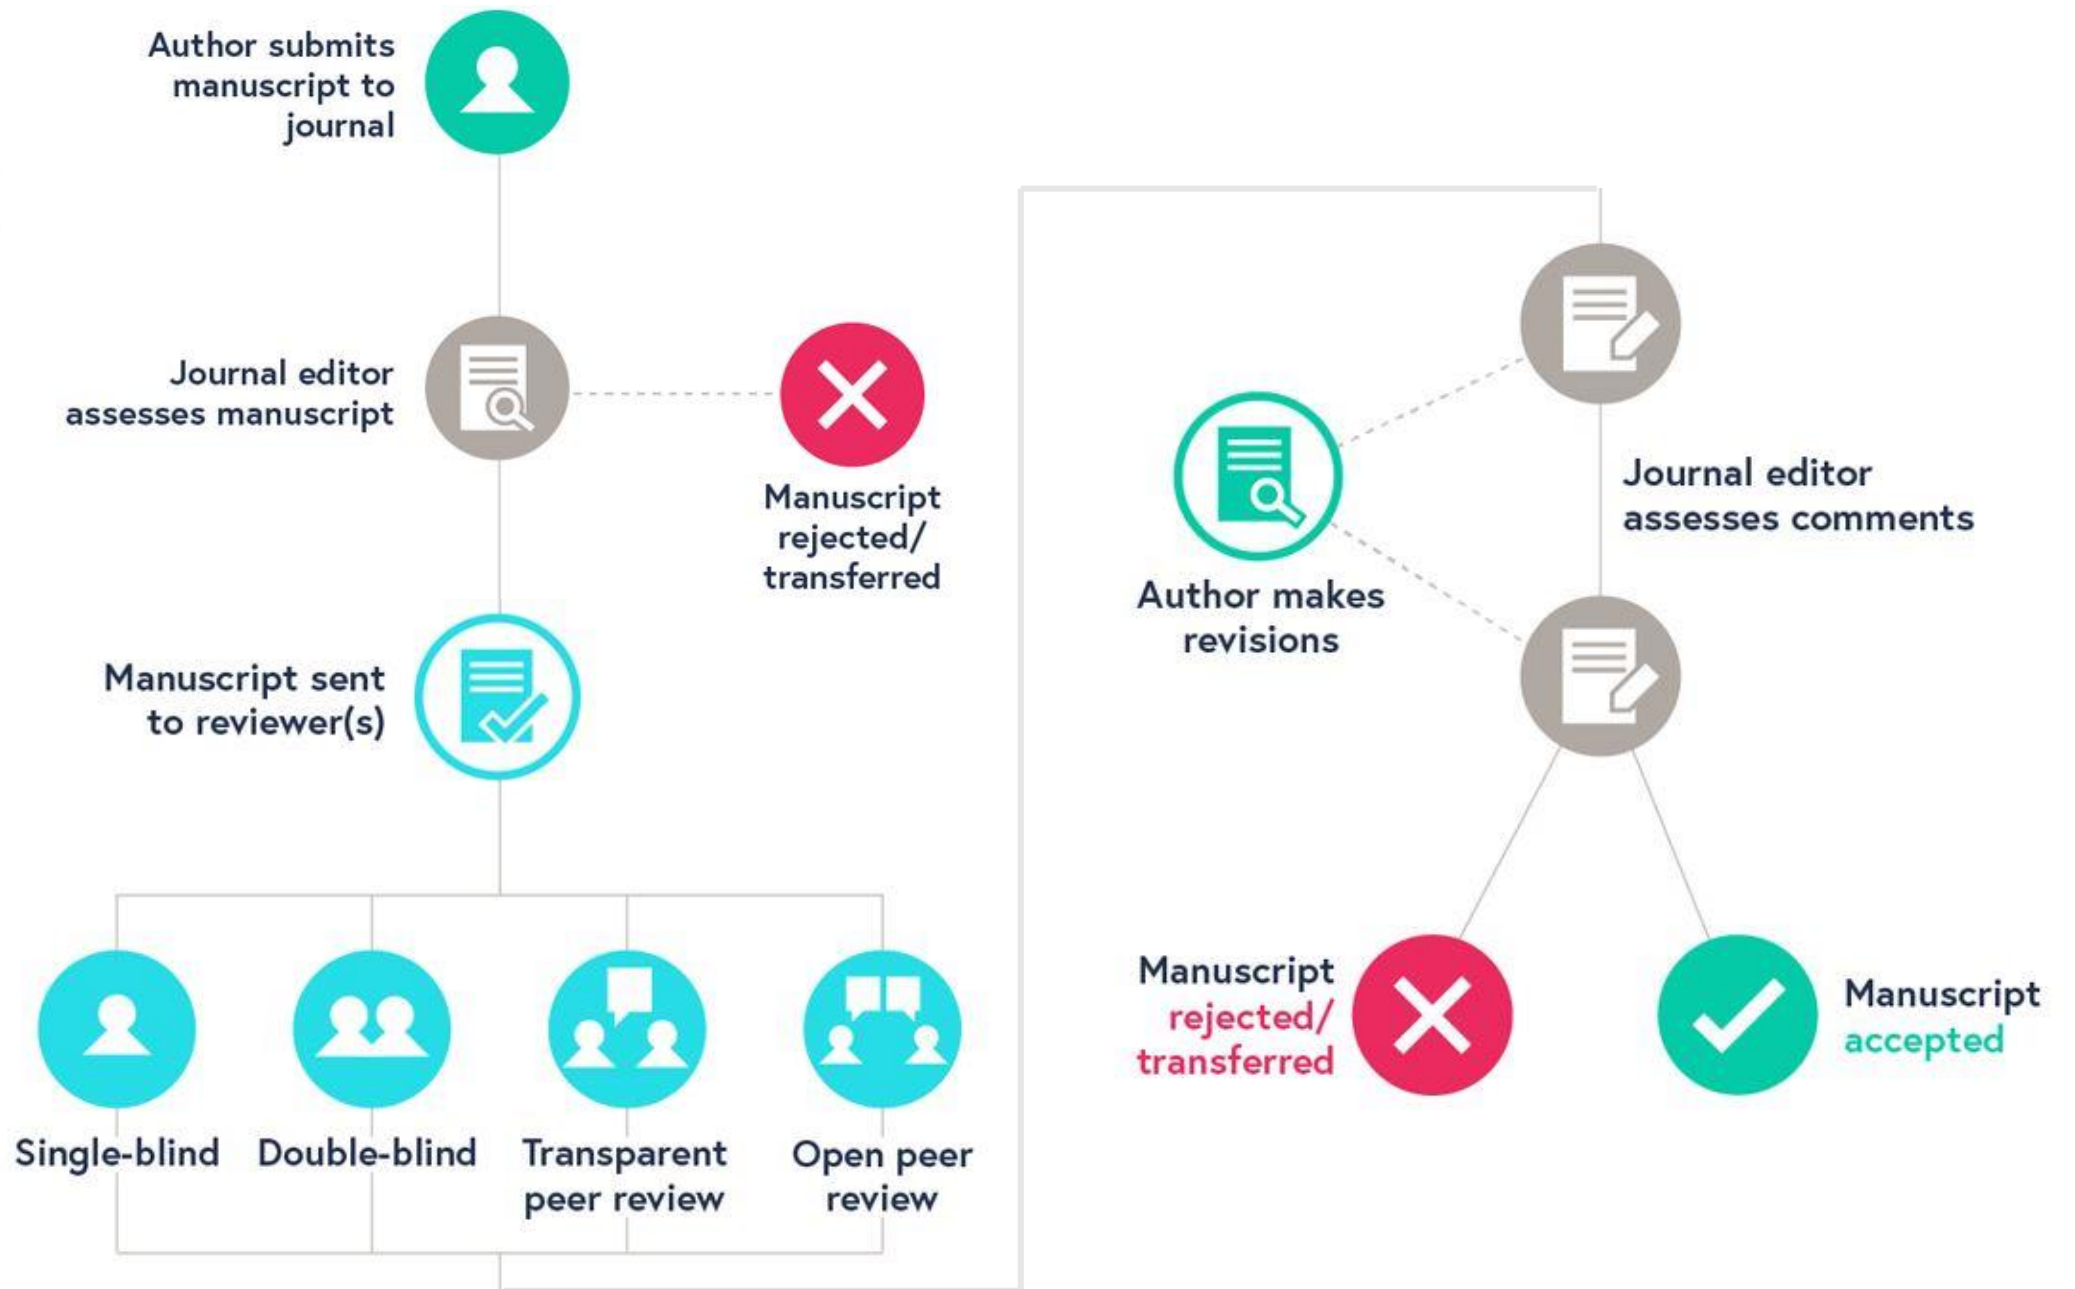 Author submits
manuscript to
journal
Journal editor
assesses manuscript
Manuscript
rejected/
transferred
Manuscript sent
to reviewer(s)
Single-blind
Double-blind
Transparent
peer review
Open peer
review
Journal editor
assesses comments
Author makes
revisions
Manuscript
rejected/
transferred
Manuscript
accepted